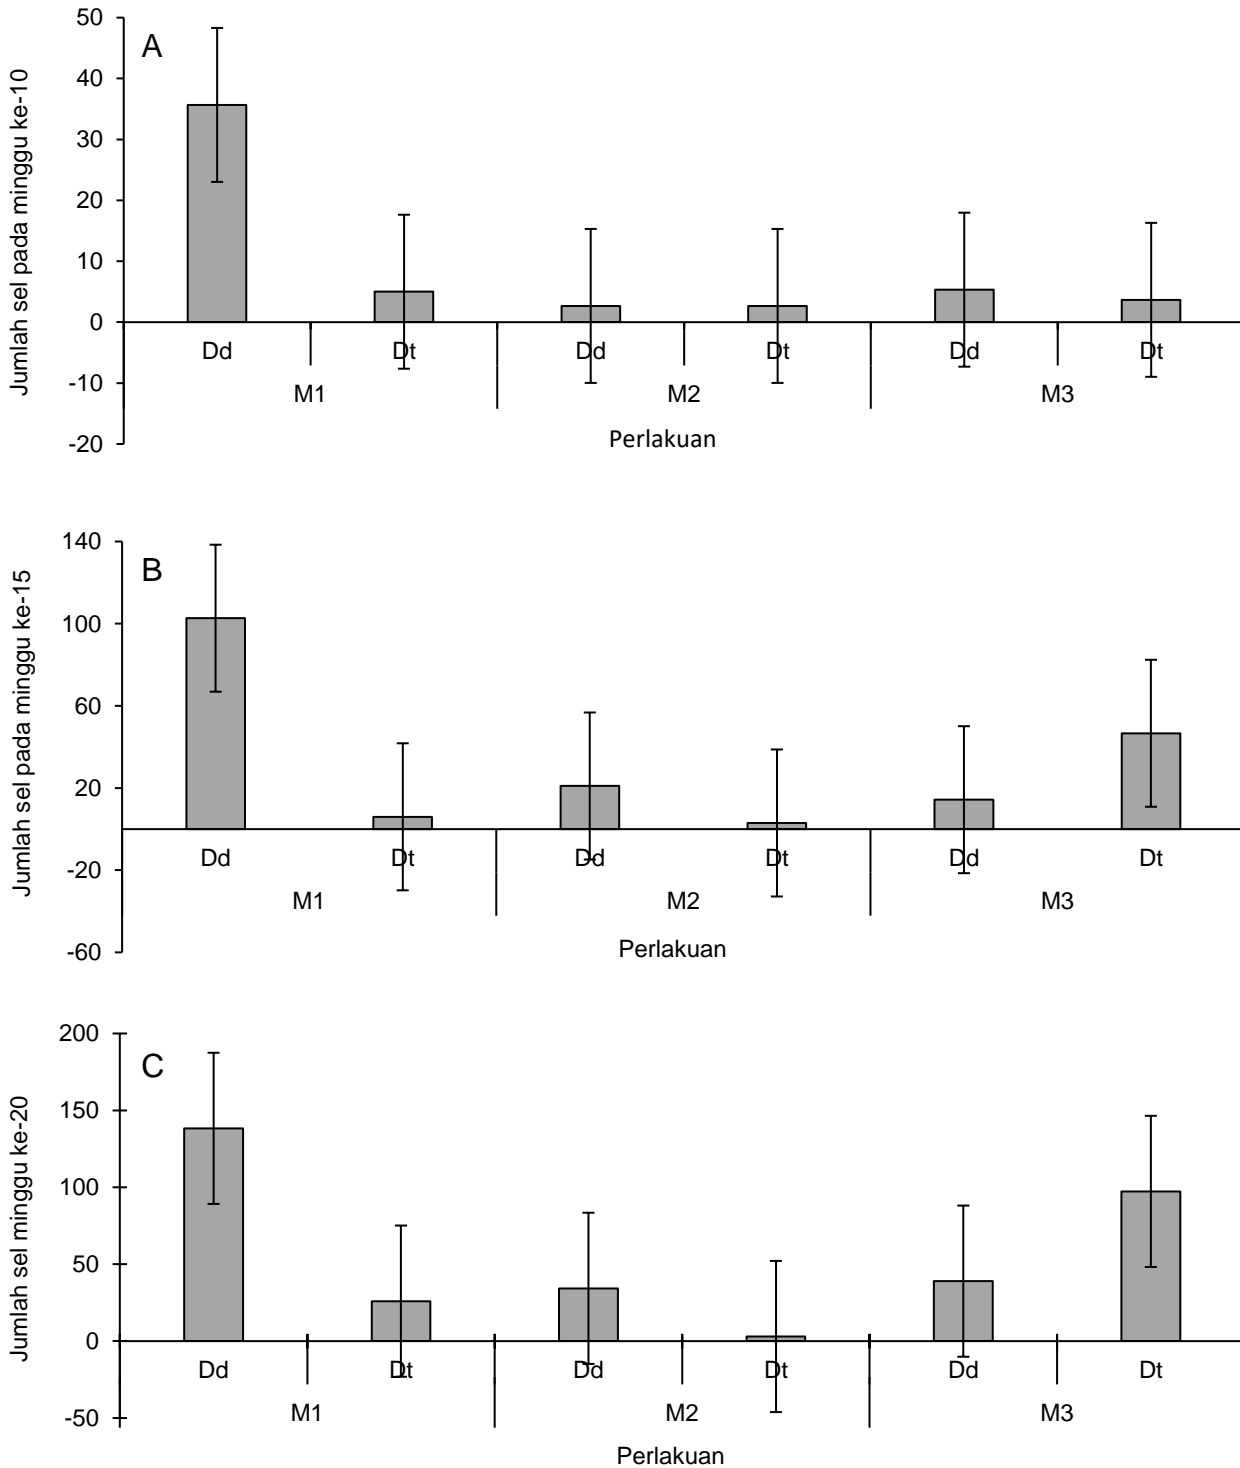 A
Jumlah sel pada minggu ke-10
50
40
30
20
10
0
-10
-20
Dd Dt Dd Dt Dd Dt
M1 M2 M3
Perlakuan
B
Jumlah sel pada minggu ke-15
140
100
60
20
-20
-60
Dd Dt Dd Dt Dd Dt
M1 M2 M3
Perlakuan
C
Jumlah sel minggu ke-20
200
150
100
50
0
-50
Dd Dt Dd Dt Dd Dt
M1 M2 M3
Perlakuan